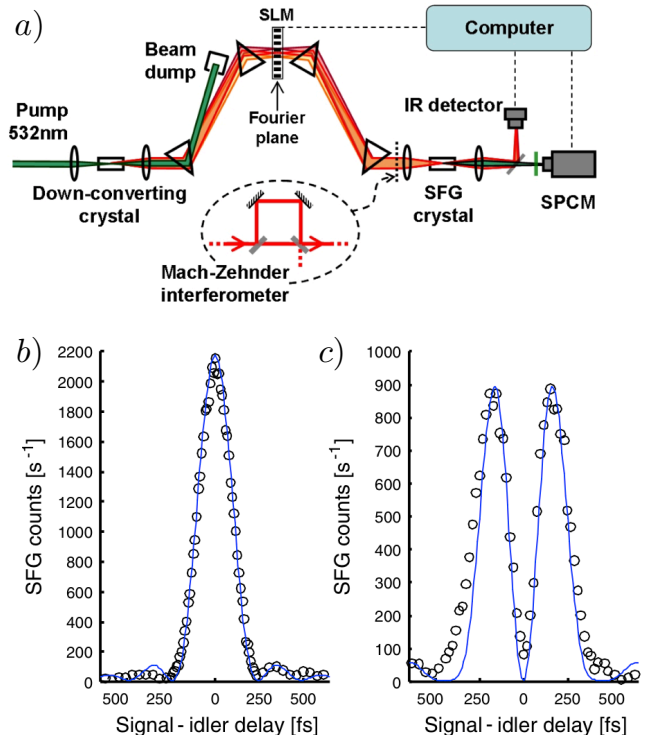 a)
SLM
Computer
Beam
dump
Fourier
plane
IR detector
Pump
532nm
Down-converting
crystal
SFG
crystal
SPCM
Mach-Zehnder
interferometer
b)
2200
2000
1800
1600
1400
1200
1000
800
600
400
200
0
SFG counts [s-1]
500 250 0 250 500
Signal - idler delay [fs]
c)
1000
900
800
700
600
500
400
300
200
100
0
SFG counts [s-1]
500 250 0 250 500
Signal - idler delay [fs]